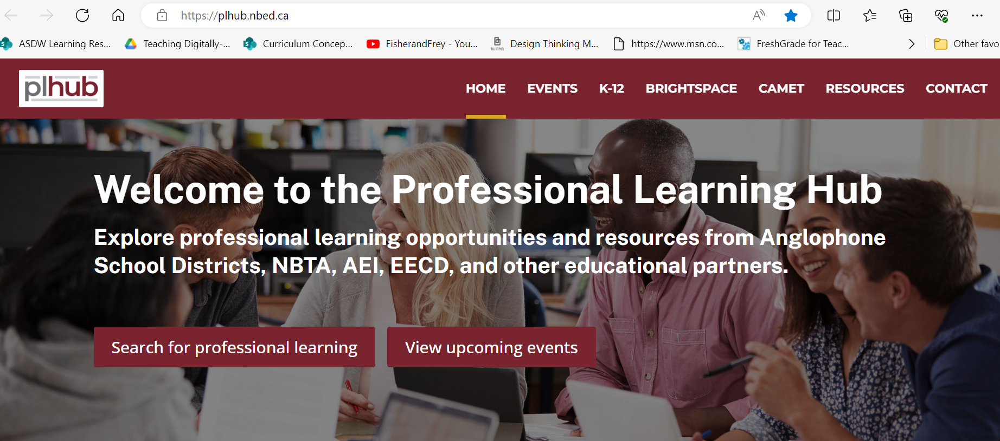 https://plhub.nbed.ca
ASDW Learning Res...
Teaching Digitally-...
Curriculum Concep...
FisherandFrey - You...
Design Thinking M...
https://www.msn.co...
FreshGrade for Teac...
Other favo
plhub
HOME
EVENTS
K-12
BRIGHTSPACE
CAMET
RESOURCES
CONTACT
Welcome to the Professional Learning Hub
Explore professional learning opportunities and resources from Anglophone
School Districts, NBTA, AEI, EECD, and other educational partners.
Search for professional learning
View upcoming events